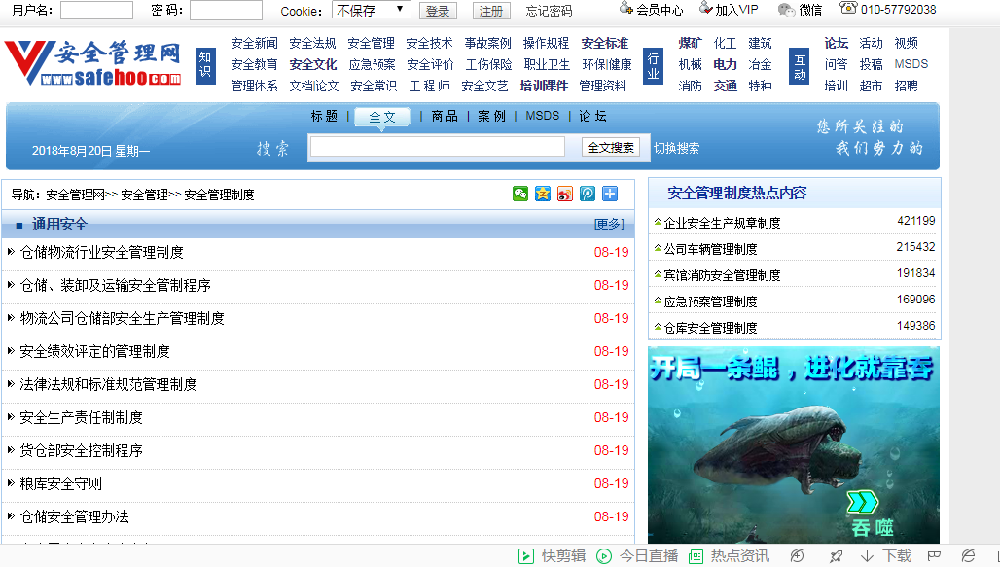 用户名: 密 码: Cookie: 不保存 登录 注册 忘记密码 会员中心 加入VIP 微信 010-57792038
安全管理网
www.safehoo.com
知识
安全新闻 安全法规 安全管理 安全技术 事故案例 操作规程 安全标准
安全教育 安全文化 应急预案 安全评价 工伤保险 职业卫生 环保|健康
管理体系 文档|论文 安全常识 工 程 师 安全文艺 培训课件 管理资料
行业
煤矿 化工 建筑
机械 电力 冶金
消防 交通 特种
互动
论坛 活动 视频
问答 投稿 MSDS
培训 超市 招聘
标 题 | 全 文 | 商 品 | 案 例 | MSDS | 论 坛
2018年8月20日 星期一 搜索 全文搜索 切换搜索
您所关注的
我们努力的
导航: 安全管理网>> 安全管理>> 安全管理制度
通用安全 [更多]
仓储物流行业安全管理制度 08-19
仓储、装卸及运输安全管制程序 08-19
物流公司仓储部安全生产管理制度 08-19
安全绩效评定的管理制度 08-19
法律法规和标准规范管理制度 08-19
安全生产责任制制度 08-19
货仓部安全控制程序 08-19
粮库安全守则 08-19
仓储安全管理办法 08-19
安全管理制度热点内容
企业安全生产规章制度 421199
公司车辆管理制度 215432
宾馆消防安全管理制度 191834
应急预案管理制度 169096
仓库安全管理制度 149386
开局一条鲲，进化就靠吞
吞噬
快剪辑 今日直播 热点资讯 下载